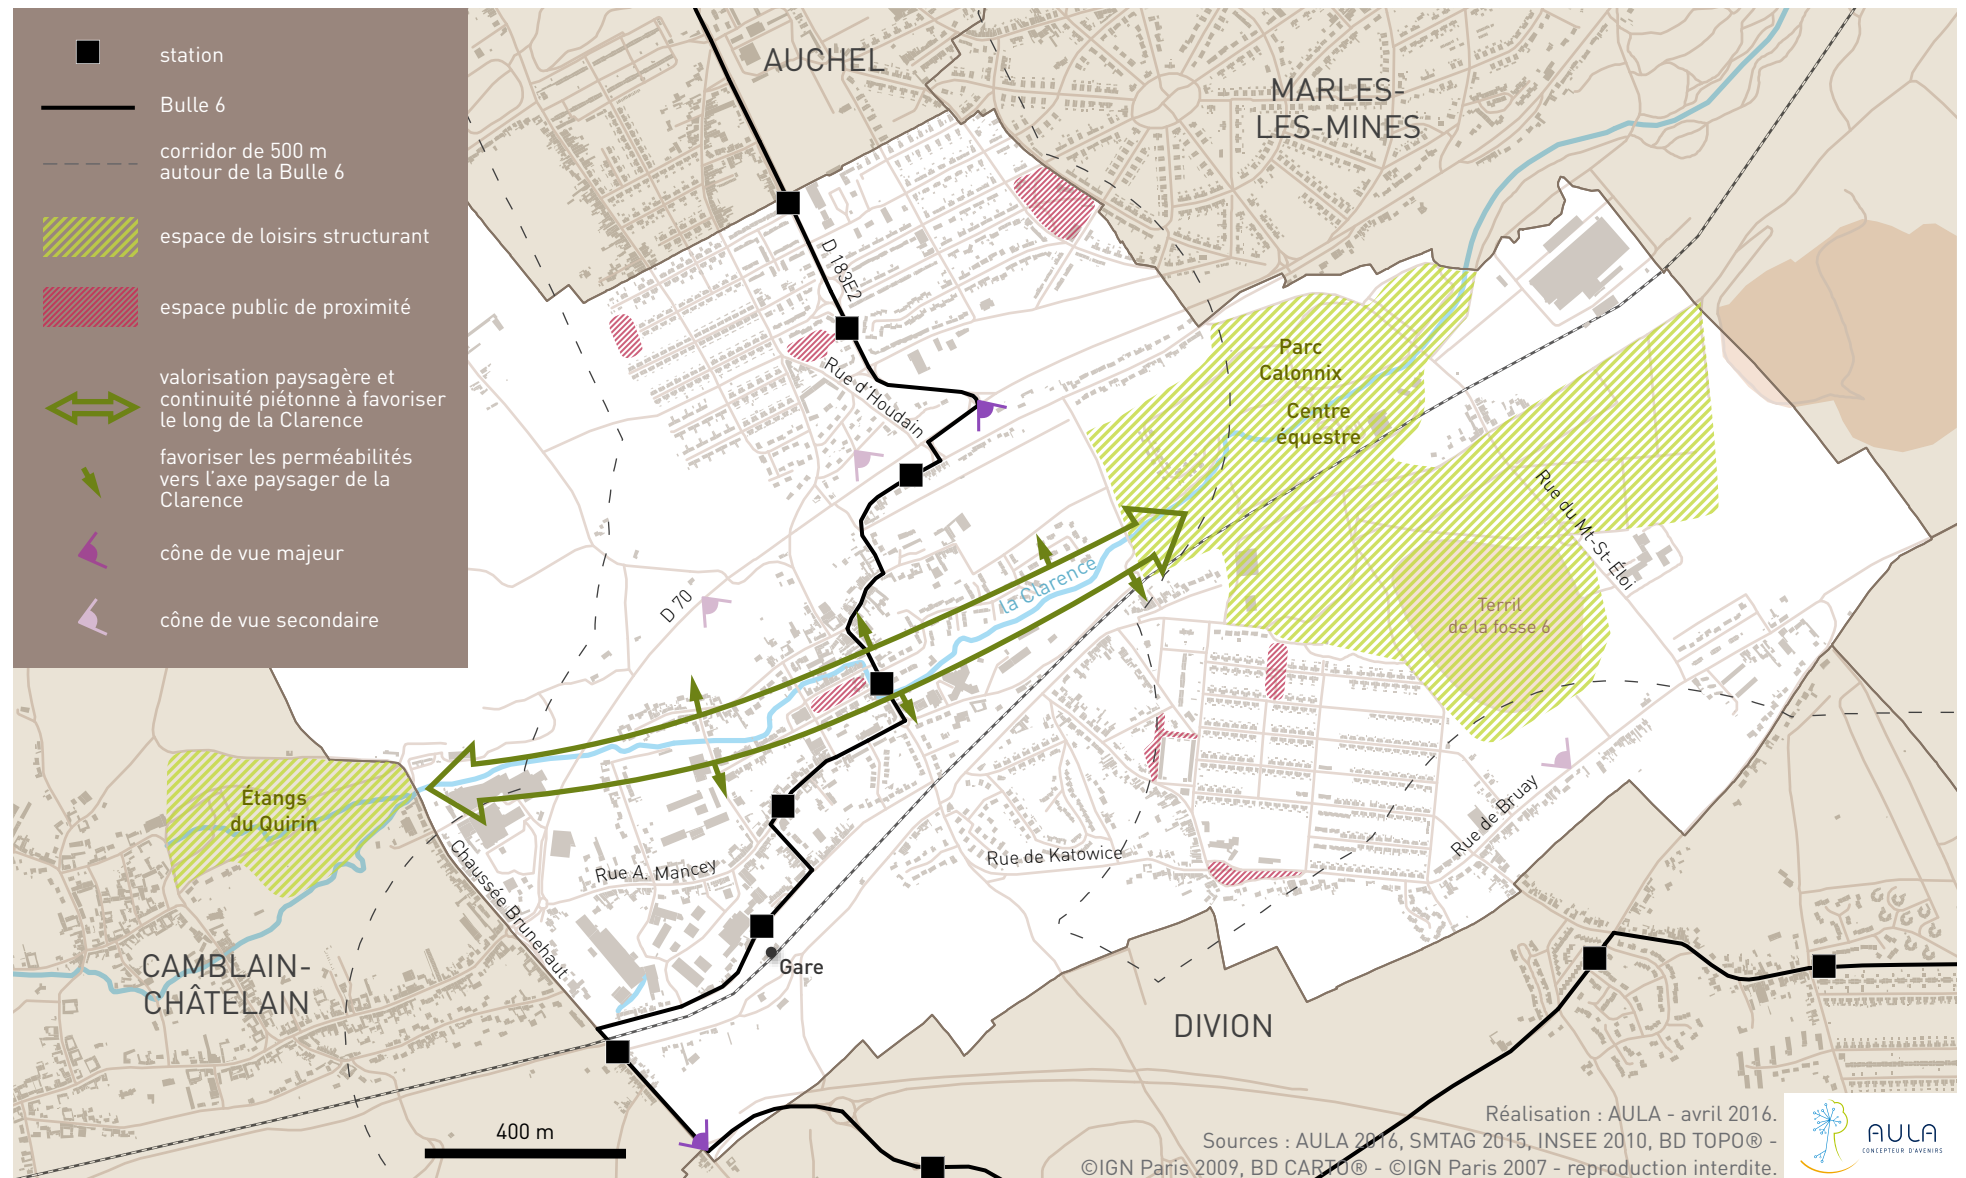 station
Bulle 6
corridor de 500 m
autour de la Bulle 6
espace de loisirs structurant
espace public de proximité
valorisation paysagère et
continuité piétonne à favoriser
le long de la Clarence
favoriser les perméabilités
vers l'axe paysager de la
Clarence
cône de vue majeur
cône de vue secondaire
AUCHEL
MARLES-
LES-MINES
D 183E2
Rue d'Houdain
Parc
Calonnix
Centre
équestre
Rue du Mt-St-Éloi
la Clarence
D 70
Terril
de la fosse 6
Étangs
du Quirin
Chaussée Brunehaut
Rue A. Mancey
Rue de Katowice
Rue de Bruay
Gare
CAMBLAIN-
CHÂTELAIN
DIVION
400 m
Réalisation : AULA - avril 2016.
Sources : AULA 2016, SMTAG 2015, INSEE 2010, BD TOPO® -
©IGN Paris 2009, BD CARTO® - ©IGN Paris 2007 - reproduction interdite.
AULA
CONCEPTEUR D'AVENIRS